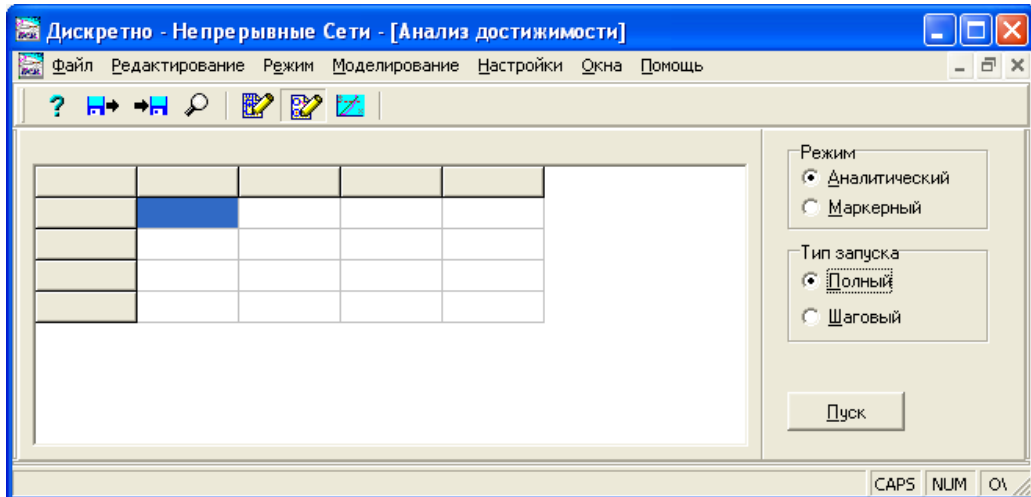 Дискретно - Непрерывные Сети - [Анализ достижимости]
Файл Редактирование Режим Моделирование Настройки Окна Помощь
?
Режим
Аналитический
Маркерный
Тип запуска
Полный
Шаговый
Пуск
CAPS NUM